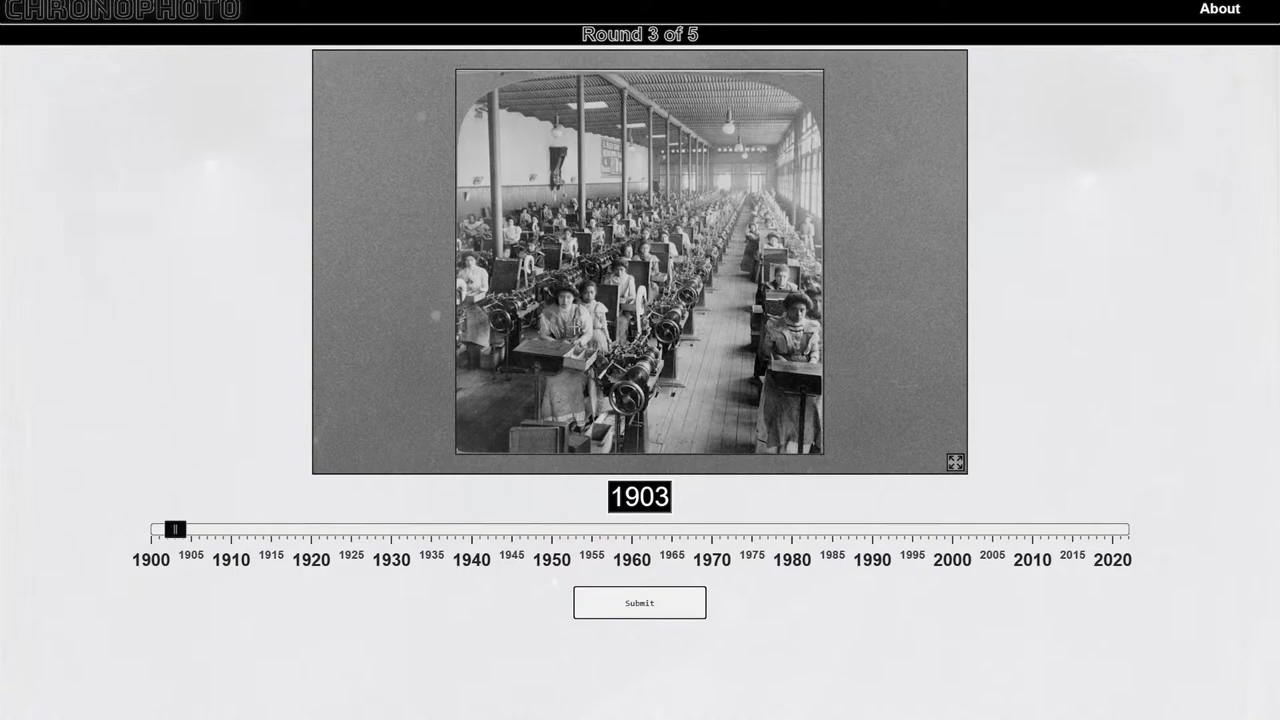 CHRONOPHOTO
About
Round 3 of 5
1903
1900 1905 1910 1915 1920 1925 1930 1935 1940 1945 1950 1955 1960 1965 1970 1975 1980 1985 1990 1995 2000 2005 2010 2015 2020
Submit